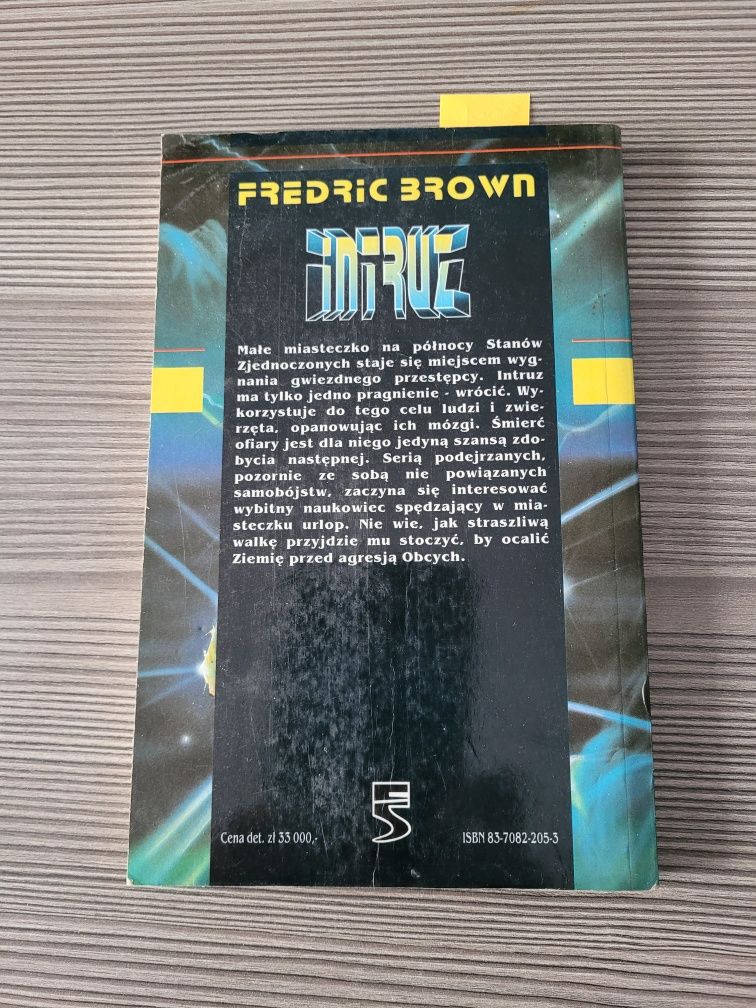 FREDRIC BROWN
INTRUZ
Małe miasteczko na północy Stanów
Zjednoczonych staje się miejscem wyg-
nania gwiezdnego przestępcy. Intruz
ma tylko jedno pragnienie - wrócić. Wy-
korzystuje do tego celu ludzi i zwie-
rzęta, opanowując ich mózgi. Śmierć
ofiary jest dla niego jedyną szansą zdo-
bycia następnej. Serią podejrzanych,
pozornie ze sobą nie powiązanych
samobójstw, zaczyna się interesować
wybitny naukowiec spędzający w mia-
steczku urlop. Nie wie, jak straszliwą
walkę przyjdzie mu stoczyć, by ocalić
Ziemię przed agresją Obcych.
FS
Cena det. zł 33 000,-
ISBN 83-7082-205-3